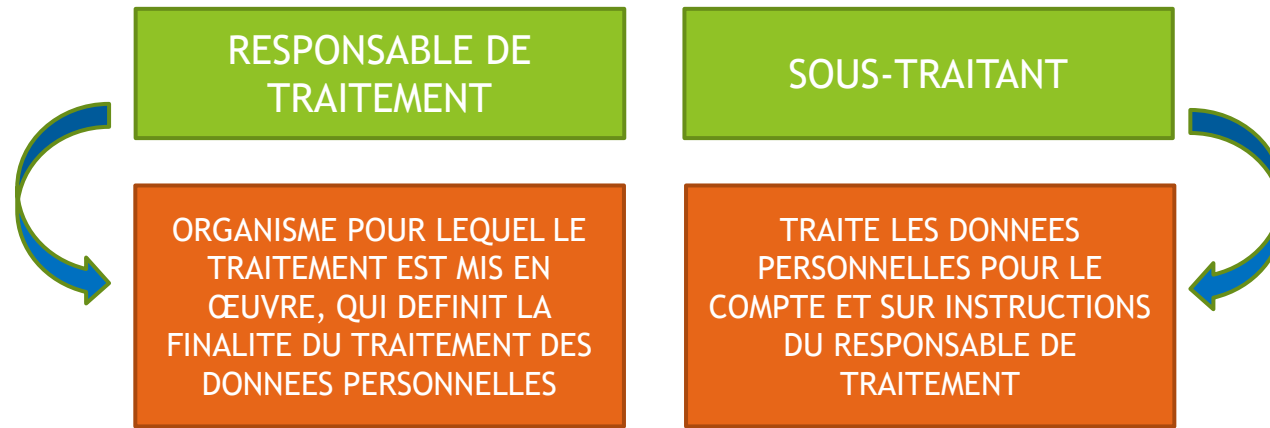 RESPONSABLE DE
TRAITEMENT
SOUS-TRAITANT
ORGANISME POUR LEQUEL LE
TRAITEMENT EST MIS EN
ŒUVRE, QUI DEFINIT LA
FINALITE DU TRAITEMENT DES
DONNEES PERSONNELLES
TRAITE LES DONNEES
PERSONNELLES POUR LE
COMPTE ET SUR INSTRUCTIONS
DU RESPONSABLE DE
TRAITEMENT